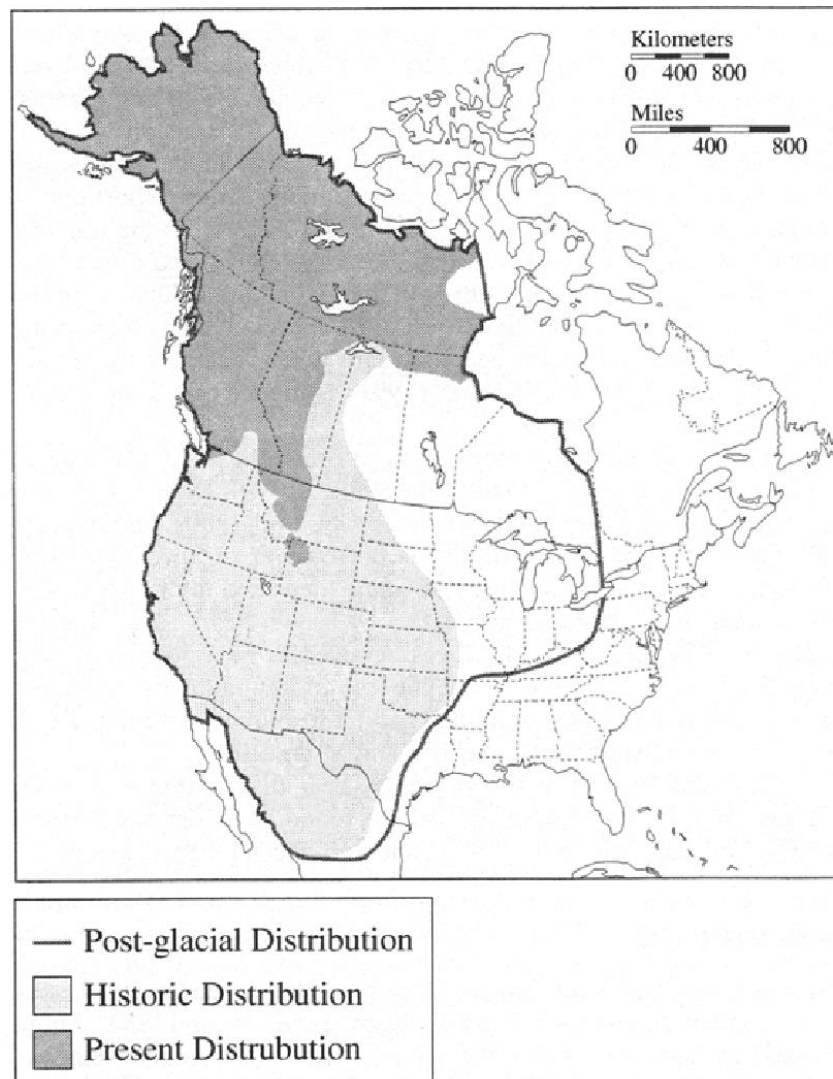 Kilometers
0 400 800
Miles
0 400 800
Post-glacial Distribution
Historic Distribution
Present Distrubution